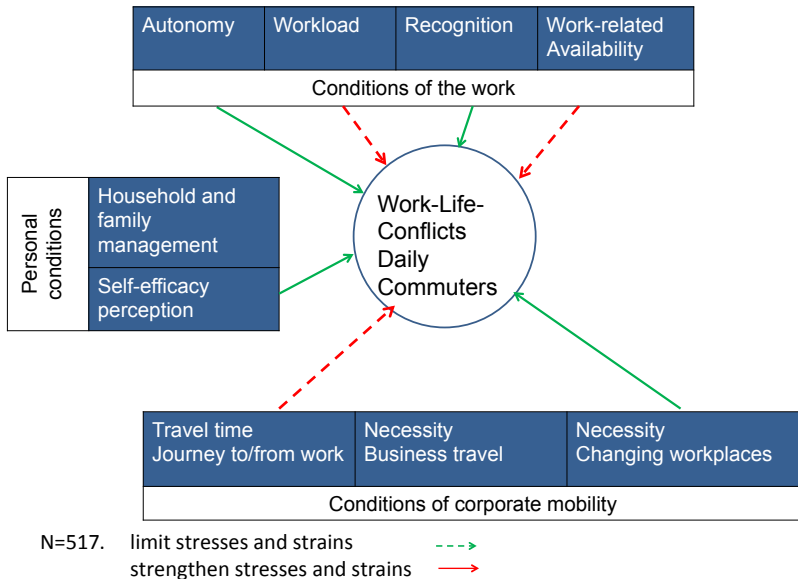 Autonomy
Workload
Recognition
Work-related
Availability
Conditions of the work
Personal
conditions
Household and
family
management
Self-efficacy
perception
Work-Life-
Conflicts
Daily
Commuters
Travel time
Journey to/from work
Necessity
Business travel
Necessity
Changing workplaces
Conditions of corporate mobility
N=517. limit stresses and strains
strengthen stresses and strains